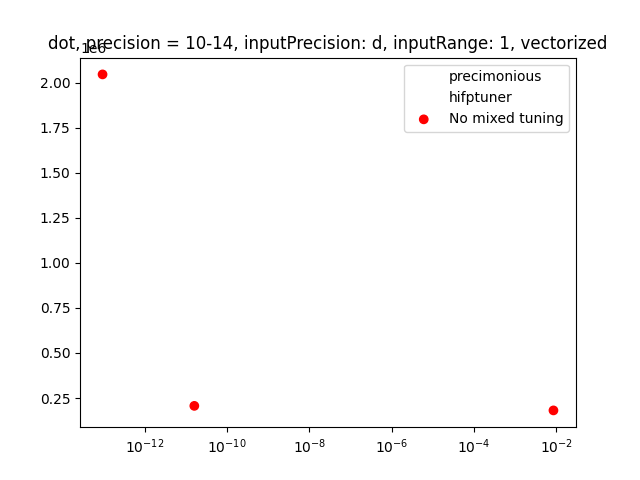 dot, precision = 10-14, inputPrecision: d, inputRange: 1, vectorized
1e6
precimonious
hifptuner
No mixed tuning
2.00
1.75
1.50
1.25
1.00
0.75
0.50
0.25
10⁻¹² 10⁻¹⁰ 10⁻⁸ 10⁻⁶ 10⁻⁴ 10⁻²